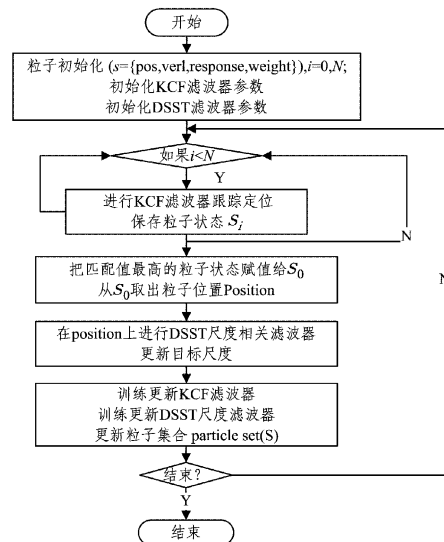 开始
粒子初始化 (s={pos,verl,response,weight}),i=0,N;
初始化KCF滤波器参数
初始化DSST滤波器参数
如果i<N
Y
进行KCF滤波器跟踪定位
保存粒子状态 Si
N
把匹配值最高的粒子状态赋值给S0
从S0取出粒子位置Position
N
在position上进行DSST尺度相关滤波器
更新目标尺度
训练更新KCF滤波器
训练更新DSST尺度滤波器
更新粒子集合 particle set(S)
结束?
Y
结束